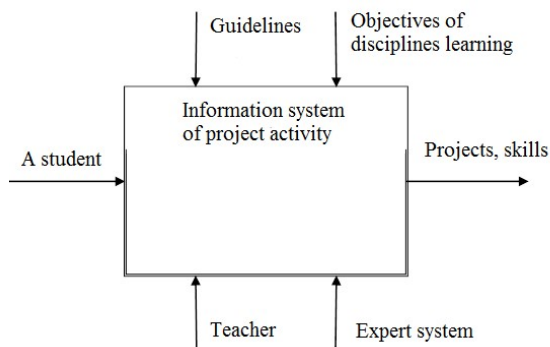 Guidelines
Objectives of
disciplines learning
Information system
of project activity
A student
Projects, skills
Teacher
Expert system